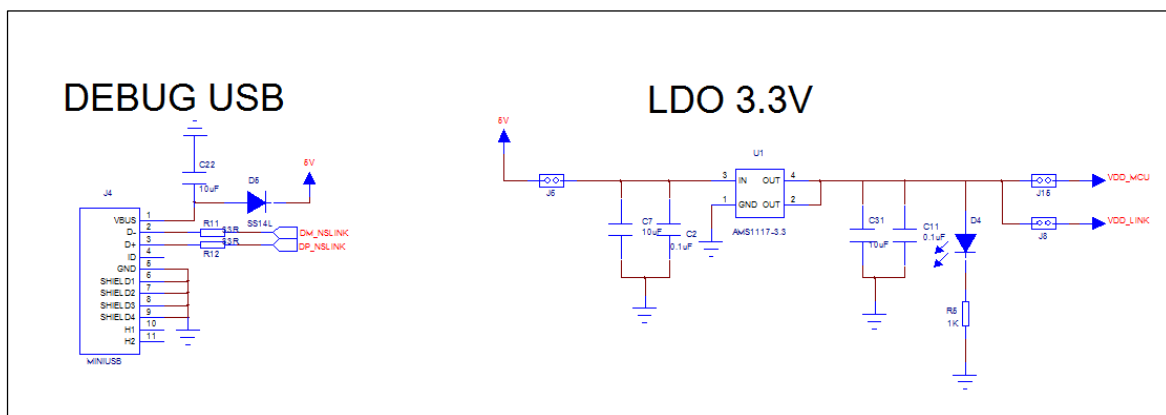 DEBUG USB
J4
C22
10uF
D5
SS14L
5V
VBUS 1
D- 2
D+ 3
ID 4
GND 5
SHIELD1 6
SHIELD2 7
SHIELD3 8
SHIELD4 9
H1 10
H2 11
MINIUSB
R11
33R
33R
R12
DM_NSLINK
DP_NSLINK
LDO 3.3V
5V
J6
C7
10uF
C2
0.1uF
U1
3 IN OUT 4
1 GND OUT 2
AMS1117-3.3
C31
10uF
C11
0.1uF
D4
R5
1K
J15
VDD_MCU
J8
VDD_LINK